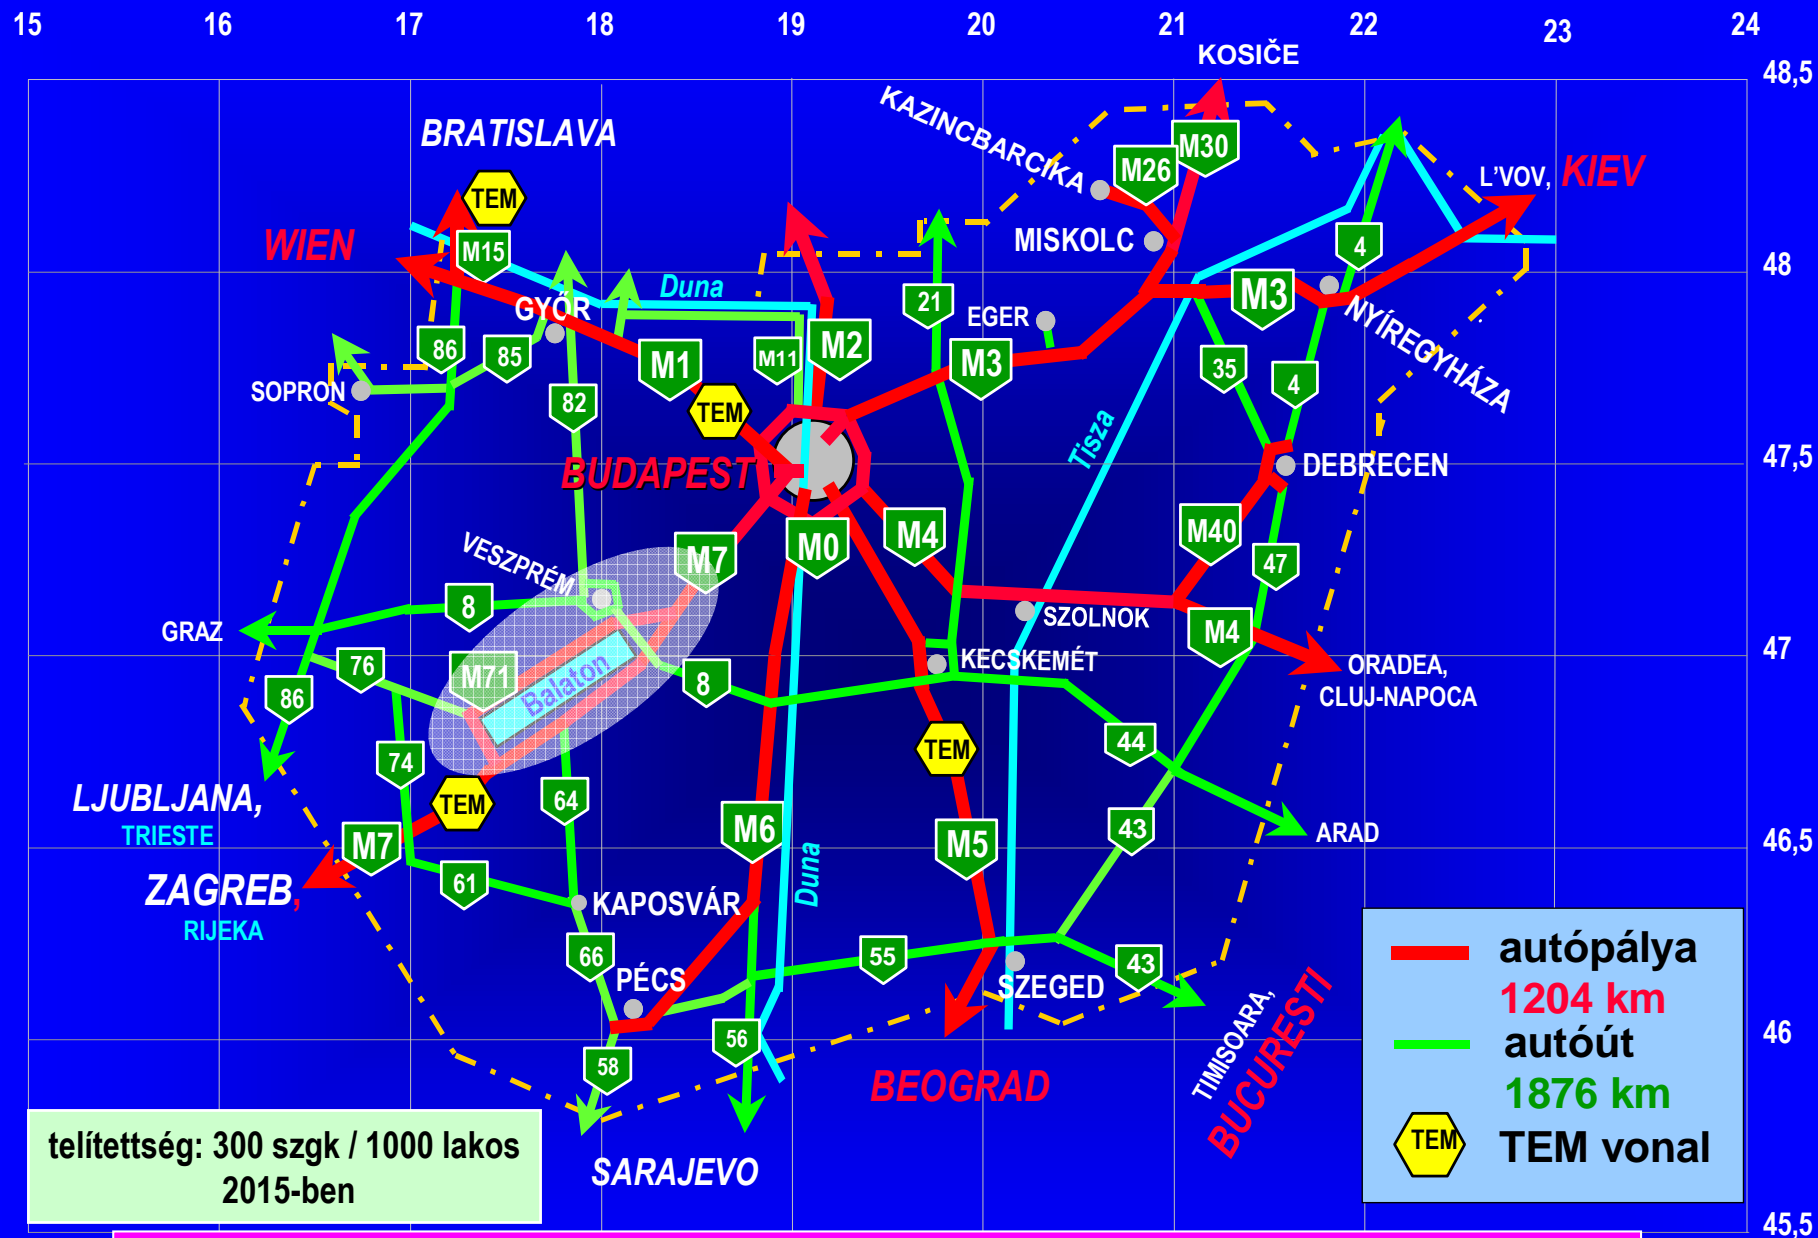 15 16 17 18 19 20 21 22 23 24
KOSIČE
48,5
KAZINCBARCIKA
BRATISLAVA
M30
M26
TEM
L'VOV, KIEV
WIEN
M15
MISKOLC
4
48
Duna
GYŐR
21
EGER
M3
NYÍREGYHÁZA
86
85
M1
M11
M2
M3
35
4
SOPRON
82
TEM
Tisza
47,5
BUDAPEST
DEBRECEN
VESZPRÉM
M7
M0
M4
M40
47
8
GRAZ
SZOLNOK
M4
47
76
M71
Balaton
8
KECSKEMÉT
ORADEA,
CLUJ-NAPOCA
86
74
TEM
44
LJUBLJANA,
TRIESTE
TEM
64
M6
M5
43
ARAD
46,5
M7
Duna
61
ZAGREB,
RIJEKA
KAPOSVÁR
66
55
43
PÉCS
SZEGED
TIMISOARA,
BUCURESTI
56
58
46
BEOGRAD
SARAJEVO
autópálya
1204 km
autóút
1876 km
TEM
TEM vonal
telítettség: 300 szgk / 1000 lakos
2015-ben
45,5